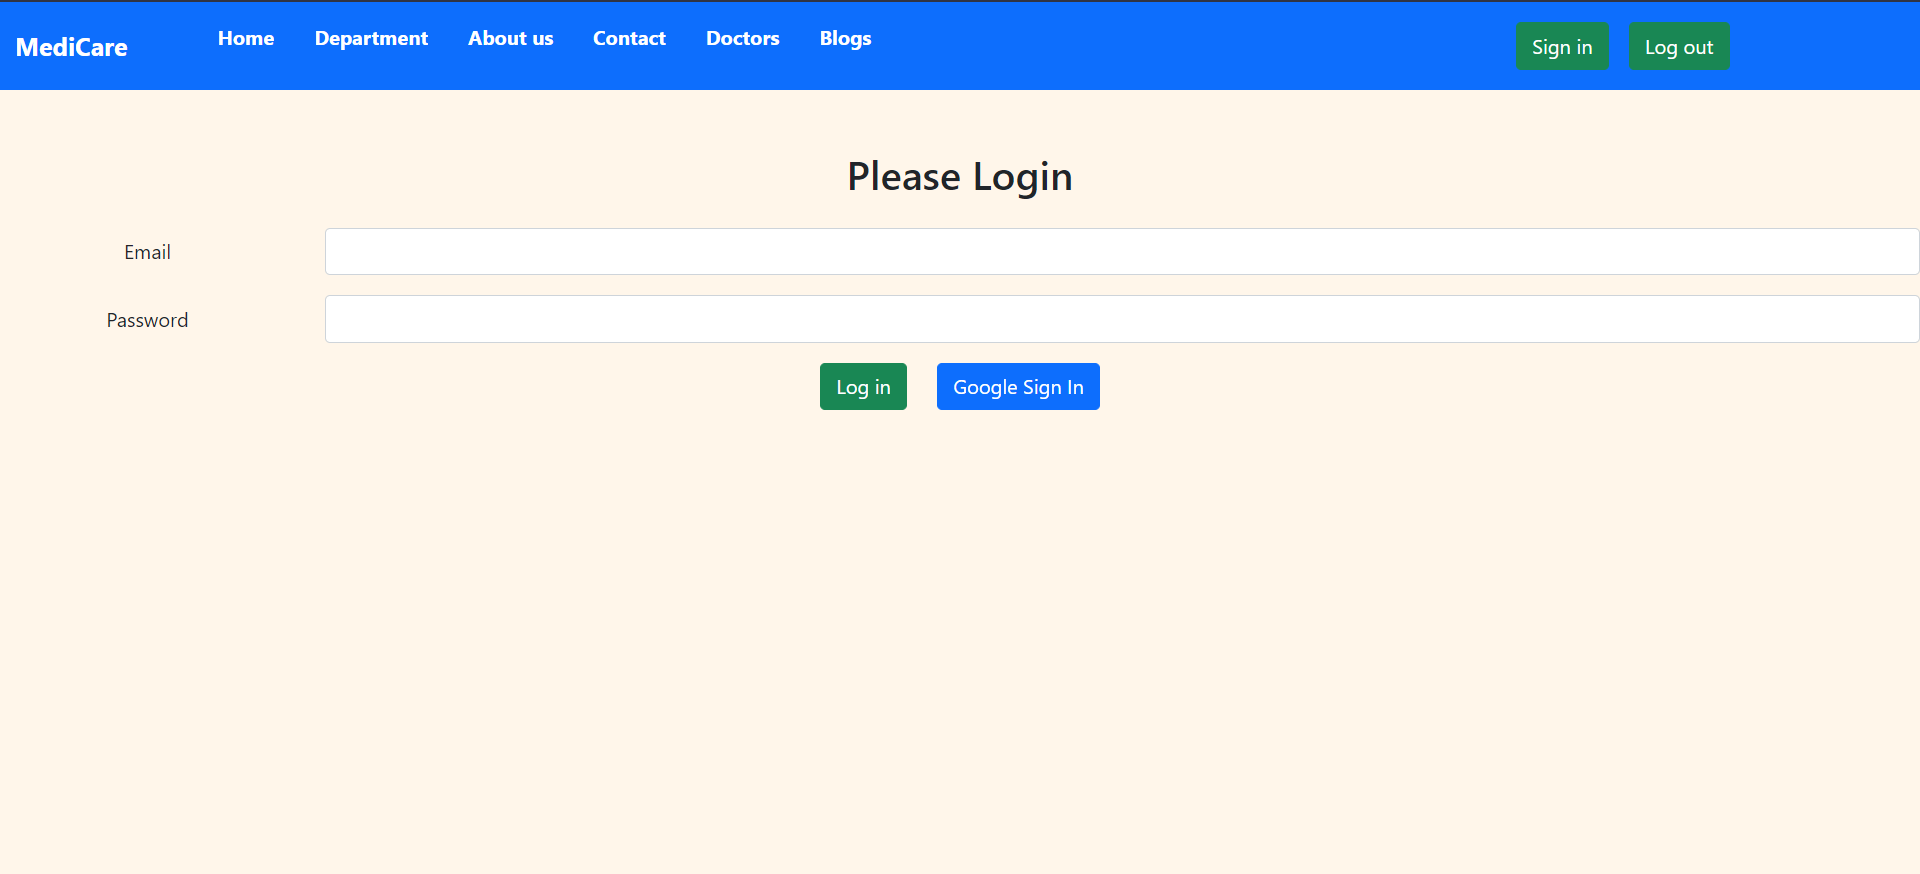 MediCare Home Department About us Contact Doctors Blogs Sign in Log out
Please Login
Email
Password
Log in Google Sign In